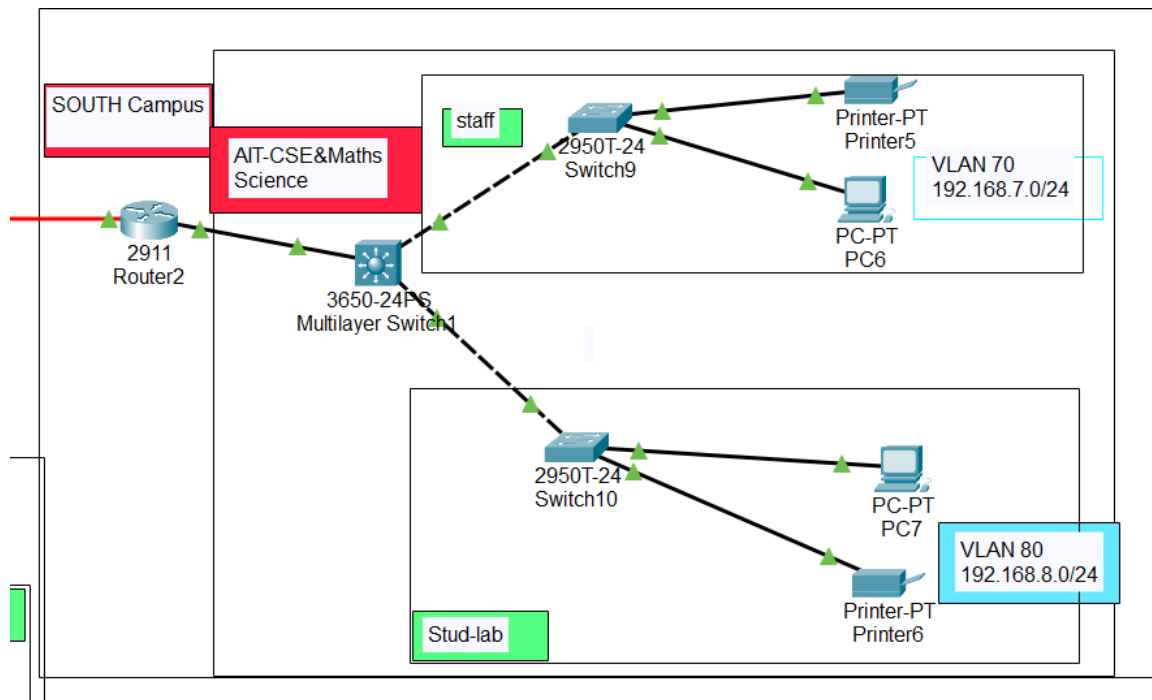 SOUTH Campus
AIT-CSE&Maths
Science
staff
2950T-24
Switch9
Printer-PT
Printer5
VLAN 70
192.168.7.0/24
PC-PT
PC6
2911
Router2
3650-24PS
Multilayer Switch1
2950T-24
Switch10
PC-PT
PC7
VLAN 80
192.168.8.0/24
Printer-PT
Printer6
Stud-lab